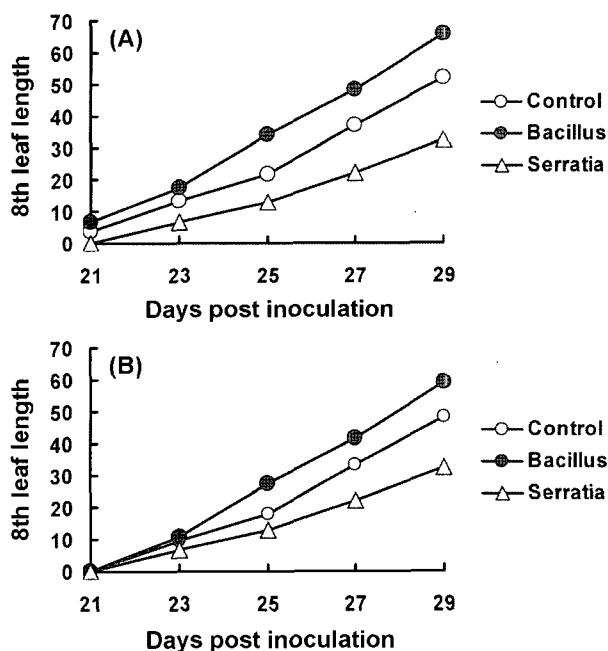 (A)
8th leaf length
70
60
50
40
30
20
10
0
21 23 25 27 29
Days post inoculation
Control
Bacillus
Serratia
(B)
8th leaf length
70
60
50
40
30
20
10
0
21 23 25 27 29
Days post inoculation
Control
Bacillus
Serratia